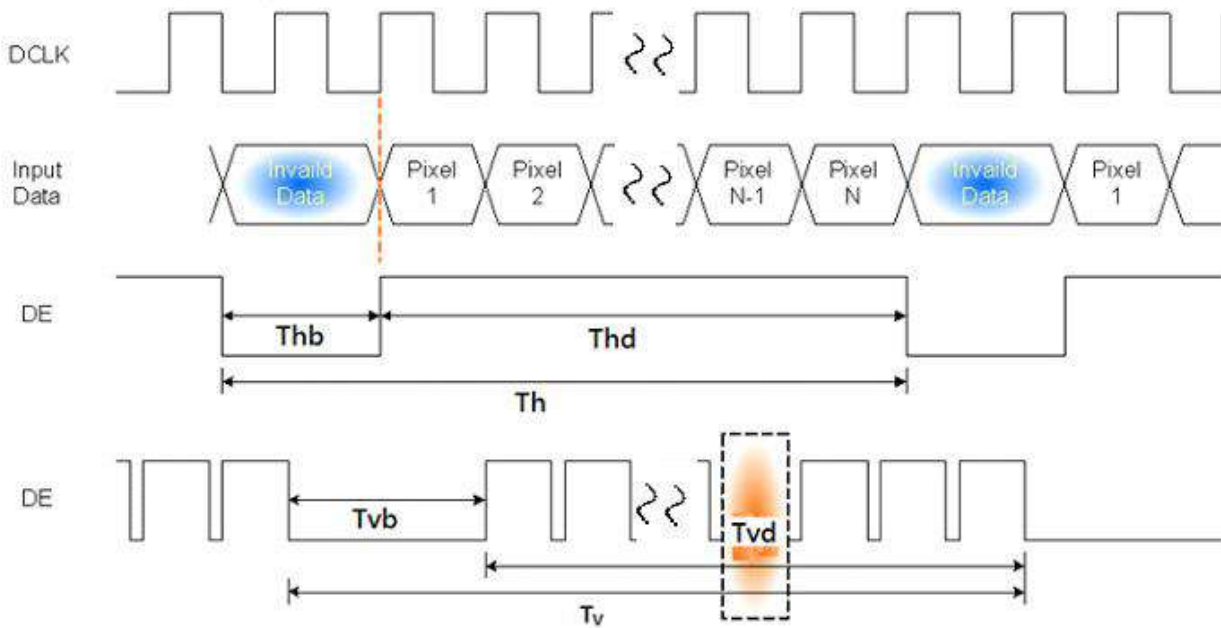 DCLK
Input
Data
Invaild
Data
Pixel
1
Pixel
2
Pixel
N-1
Pixel
N
Invaild
Data
Pixel
1
DE
Thb
Thd
Th
DE
Tvb
Tvd
Tv